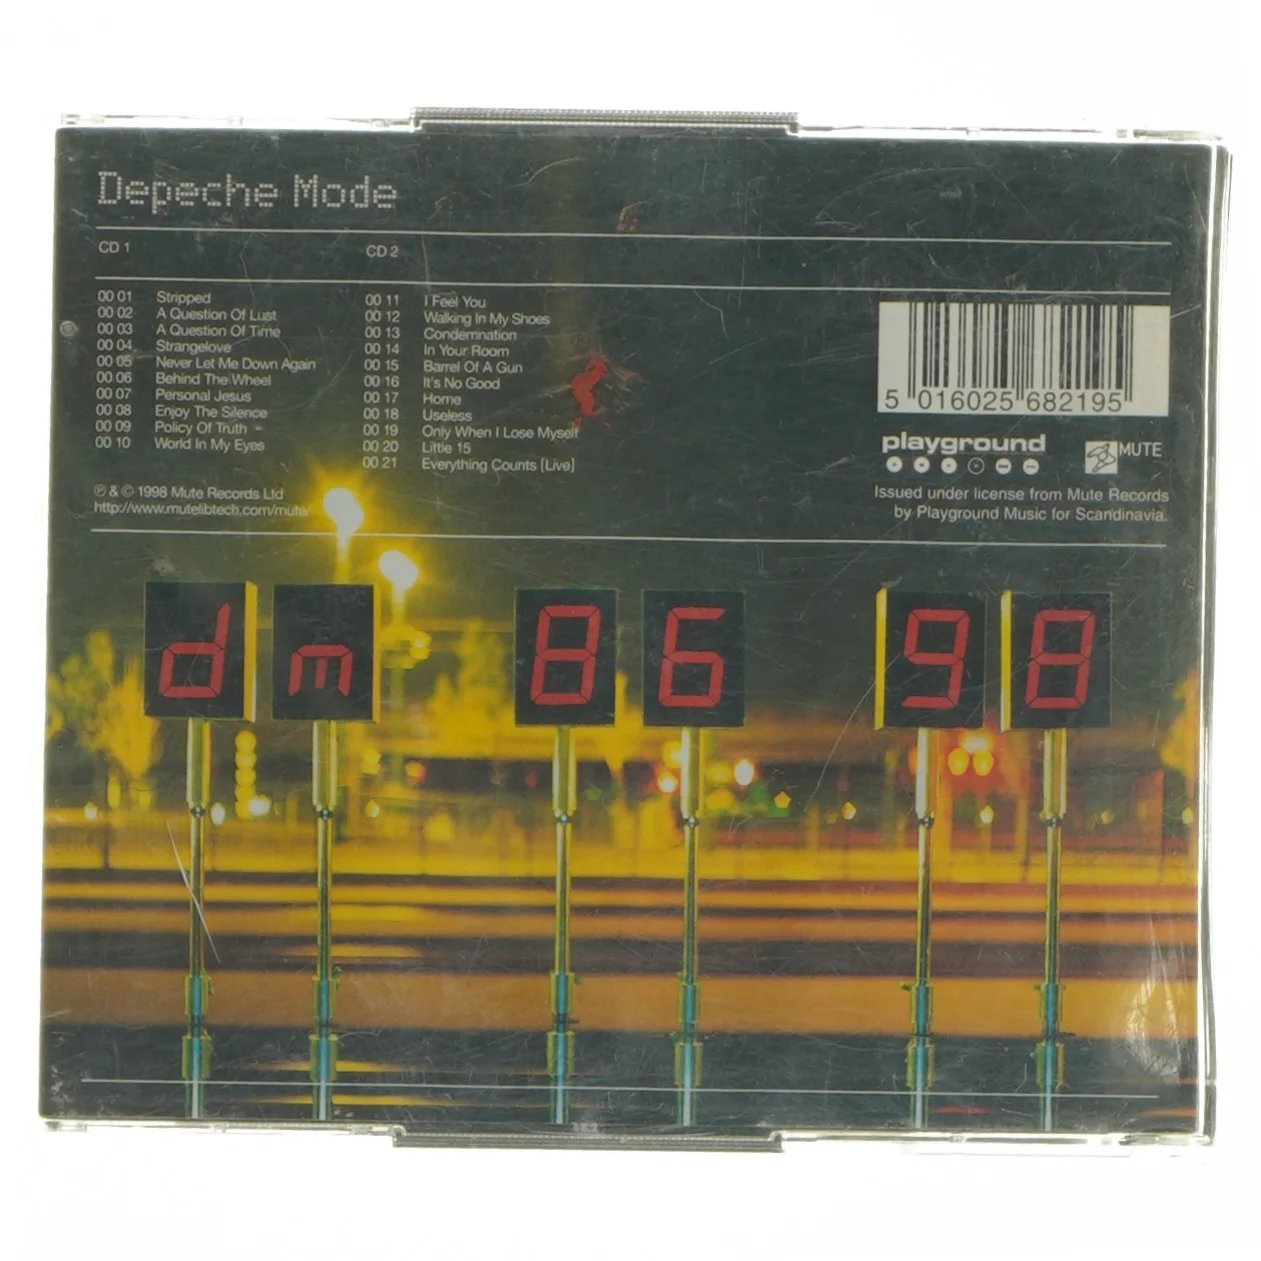 Depeche Mode
CD 1
CD 2
00 01 Stripped
00 02 A Question Of Lust
00 03 A Question Of Time
00 04 Strangelove
00 05 Never Let Me Down Again
00 06 Behind The Wheel
00 07 Personal Jesus
00 08 Enjoy The Silence
00 09 Policy Of Truth
00 10 World In My Eyes
00 11 I Feel You
00 12 Walking In My Shoes
00 13 Condemnation
00 14 In Your Room
00 15 Barrel Of A Gun
00 16 It's No Good
00 17 Home
00 18 Useless
00 19 Only When I Lose Myself
00 20 Little 15
00 21 Everything Counts [Live]
℗ & © 1998 Mute Records Ltd
http://www.mutelibtech.com/mute/
5 016025 682195
playground
MUTE
Issued under license from Mute Records
by Playground Music for Scandinavia.
dm 86 98